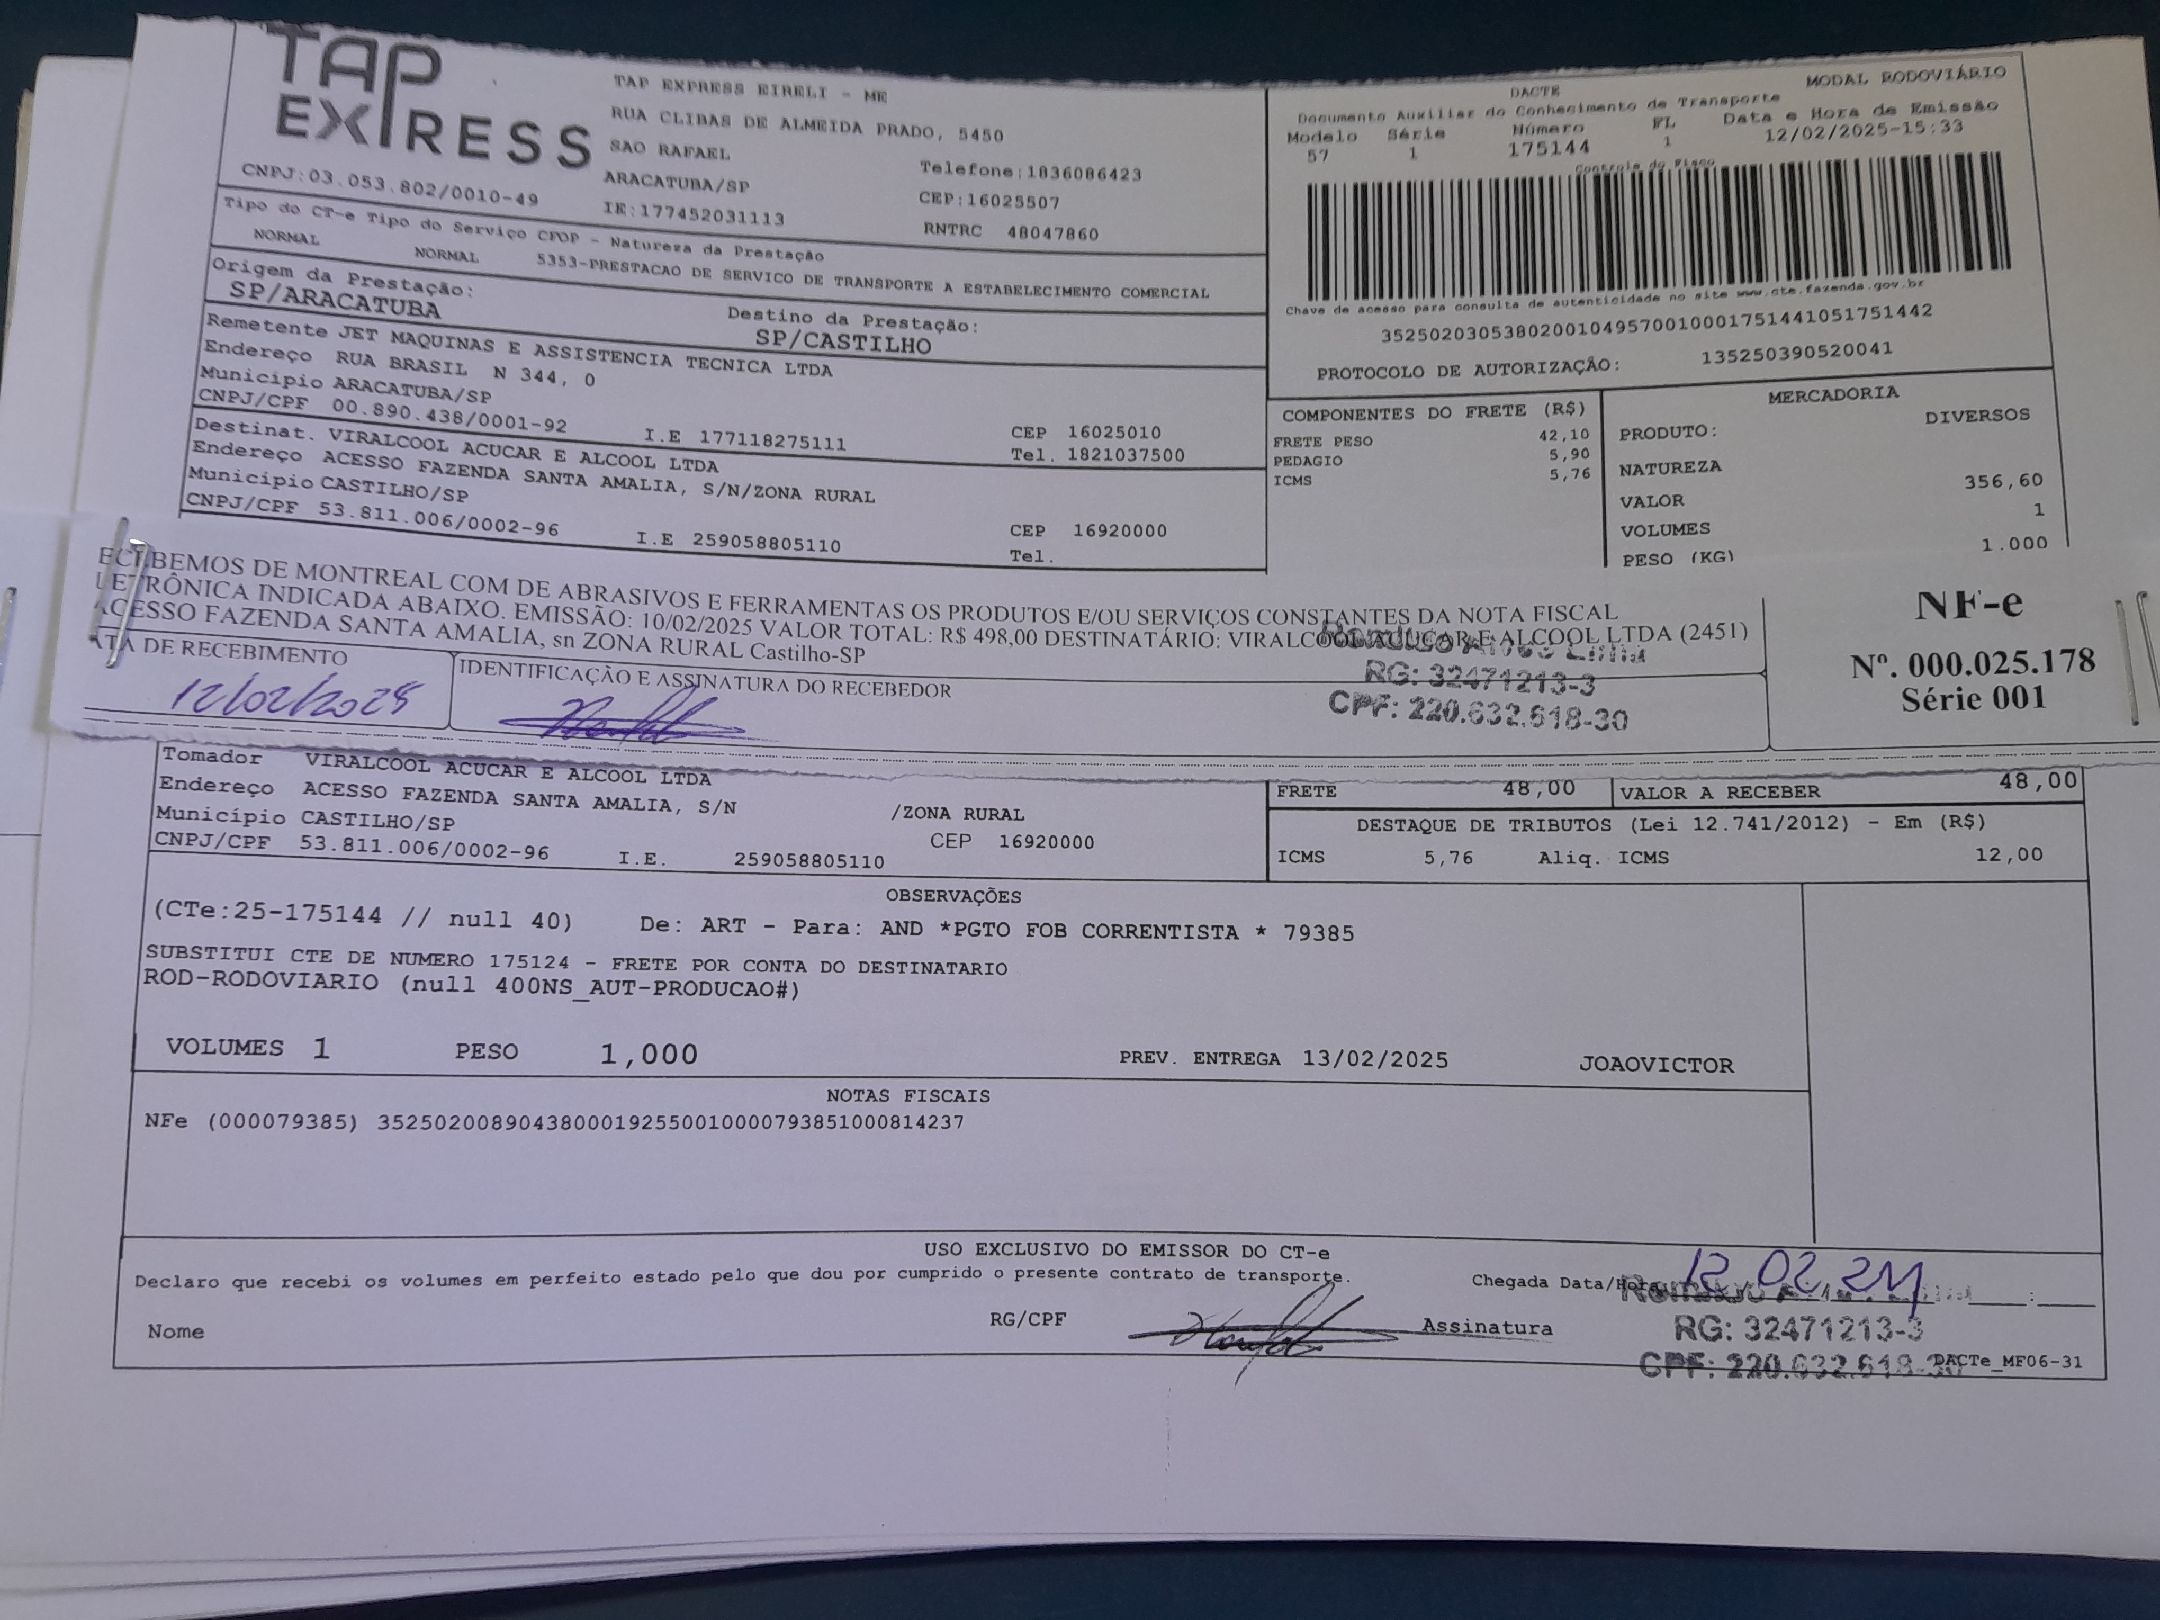 TAP
EXPRESS
TAP EXPRESS EIRELI - ME
RUA CLIBAS DE ALMEIDA PRADO, 5450
SAO RAFAEL
ARACATUBA/SP
Telefone:1836086423
CEP:16025507
CNPJ:03.053.802/0010-49
IE:177452031113
RNTRC 48047860
MODAL RODOVIÁRIO
DACTE
Documento Auxiliar do Conhecimento de Transporte
Modelo Série Número FL Data e Hora de Emissão
57 1 175144 1 12/02/2025-15:33
Controle do Fisco
Chave de acesso para consulta de autenticidade no site www.cte.fazenda.gov.br
35250203053802001049570010001751441051751442
PROTOCOLO DE AUTORIZAÇÃO: 135250390520041
Tipo do CT-e Tipo do Serviço CFOP - Natureza da Prestação
NORMAL NORMAL 5353-PRESTACAO DE SERVICO DE TRANSPORTE A ESTABELECIMENTO COMERCIAL
Origem da Prestação: Destino da Prestação:
SP/ARACATUBA SP/CASTILHO
Remetente JET MAQUINAS E ASSISTENCIA TECNICA LTDA
Endereço RUA BRASIL N 344, 0
Município ARACATUBA/SP CEP 16025010
CNPJ/CPF 00.890.438/0001-92 I.E 177118275111 Tel. 1821037500
Destinat. VIRALCOOL ACUCAR E ALCOOL LTDA
Endereço ACESSO FAZENDA SANTA AMALIA, S/N/ZONA RURAL
Município CASTILHO/SP CEP 16920000
CNPJ/CPF 53.811.006/0002-96 I.E 259058805110 Tel.
COMPONENTES DO FRETE (R$)
FRETE PESO 42,10
PEDAGIO 5,90
ICMS 5,76
MERCADORIA
PRODUTO: DIVERSOS
NATUREZA
VALOR 356,60
VOLUMES 1
PESO (KG) 1.000
ECEBEMOS DE MONTREAL COM DE ABRASIVOS E FERRAMENTAS OS PRODUTOS E/OU SERVIÇOS CONSTANTES DA NOTA FISCAL
LETRÔNICA INDICADA ABAIXO. EMISSÃO: 10/02/2025 VALOR TOTAL: R$ 498,00 DESTINATÁRIO: VIRALCOOL ACUCAR E ALCOOL LTDA (2451)
ACESSO FAZENDA SANTA AMALIA, sn ZONA RURAL Castilho-SP
ATA DE RECEBIMENTO
12/02/2025
IDENTIFICAÇÃO E ASSINATURA DO RECEBEDOR
RG: 32471213-3
CPF: 220.632.618-30
NF-e
Nº. 000.025.178
Série 001
Tomador VIRALCOOL ACUCAR E ALCOOL LTDA
Endereço ACESSO FAZENDA SANTA AMALIA, S/N /ZONA RURAL
Município CASTILHO/SP CEP 16920000
CNPJ/CPF 53.811.006/0002-96 I.E. 259058805110
FRETE 48,00 VALOR A RECEBER 48,00
DESTAQUE DE TRIBUTOS (Lei 12.741/2012) - Em (R$)
ICMS 5,76 Aliq. ICMS 12,00
OBSERVAÇÕES
(CTe:25-175144 // null 40) De: ART - Para: AND *PGTO FOB CORRENTISTA * 79385
SUBSTITUI CTE DE NUMERO 175124 - FRETE POR CONTA DO DESTINATARIO
ROD-RODOVIARIO (null 400NS_AUT-PRODUCAO#)
VOLUMES 1 PESO 1,000 PREV. ENTREGA 13/02/2025 JOAOVICTOR
NOTAS FISCAIS
NFe (000079385) 35250200890438000192550010000793851000814237
USO EXCLUSIVO DO EMISSOR DO CT-e
Declaro que recebi os volumes em perfeito estado pelo que dou por cumprido o presente contrato de transporte. Chegada Data/Hora
Nome RG/CPF Assinatura
RG: 32471213-3
CPF: 220.632.618-30
DACTe_MF06-31